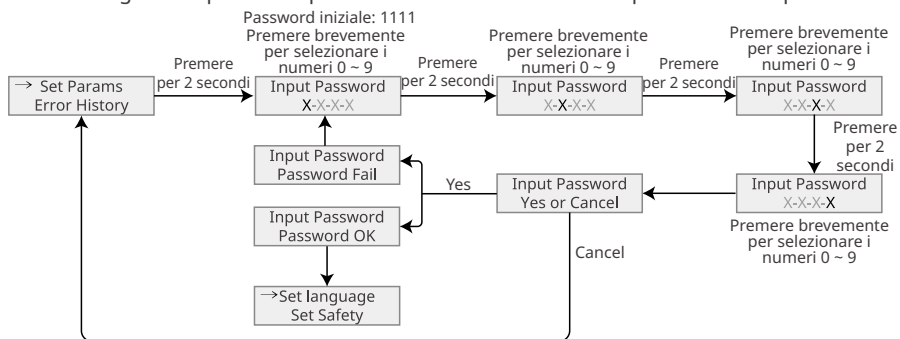 Password iniziale: 1111
Premere brevemente
per selezionare i
numeri 0 ~ 9
Premere brevemente
per selezionare i
numeri 0 ~ 9
Premere brevemente
per selezionare i
numeri 0 ~ 9
Premere
per 2 secondi
Premere
per 2 secondi
Premere
per 2 secondi
→ Set Params
Error History
Input Password
X-X-X-X
Input Password
X-X-X-X
Input Password
X-X-X-X
Premere
per 2
secondi
Input Password
Password Fail
Yes
Input Password
Yes or Cancel
Input Password
X-X-X-X
Premere brevemente
per selezionare i
numeri 0 ~ 9
Input Password
Password OK
Cancel
→Set language
Set Safety